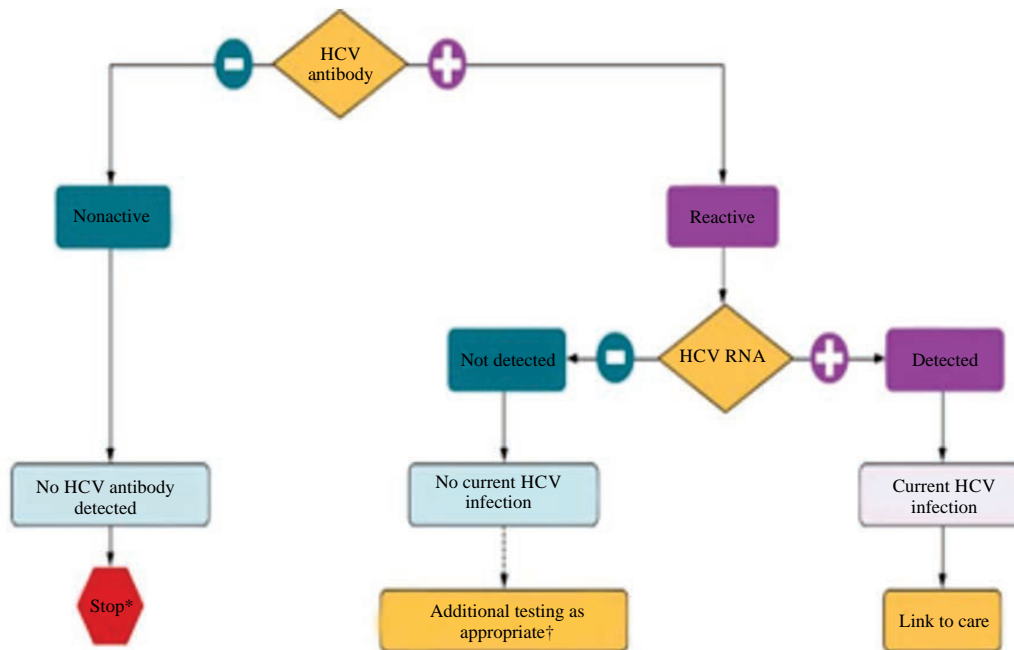 HCV
antibody
Nonactive
Reactive
Not detected
HCV RNA
Detected
No HCV antibody
detected
No current HCV
infection
Current HCV
infection
Stop*
Additional testing as
appropriate†
Link to care